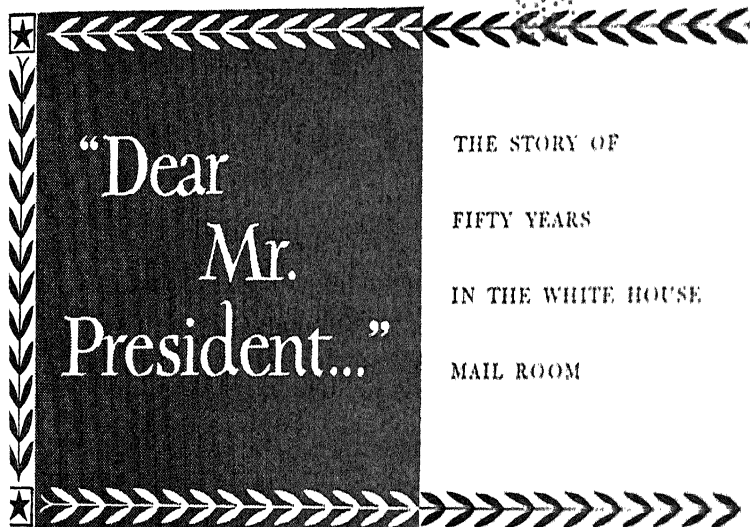 “Dear
Mr.
President...”
THE STORY OF
FIFTY YEARS
IN THE WHITE HOUSE
MAIL ROOM